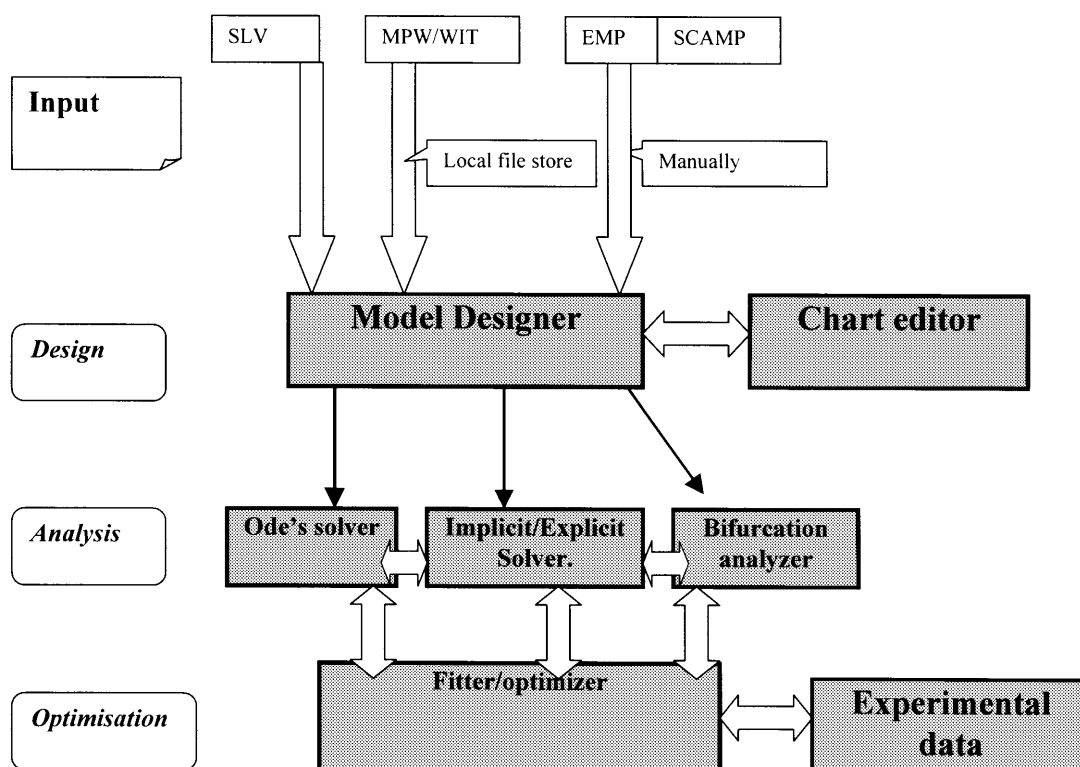 SLV
MPW/WIT
EMP
SCAMP
Input
Local file store
Manually
Model Designer
Chart editor
Design
Analysis
Ode's solver
Implicit/Explicit
Solver.
Bifurcation
analyzer
Fitter/optimizer
Optimisation
Experimental
data